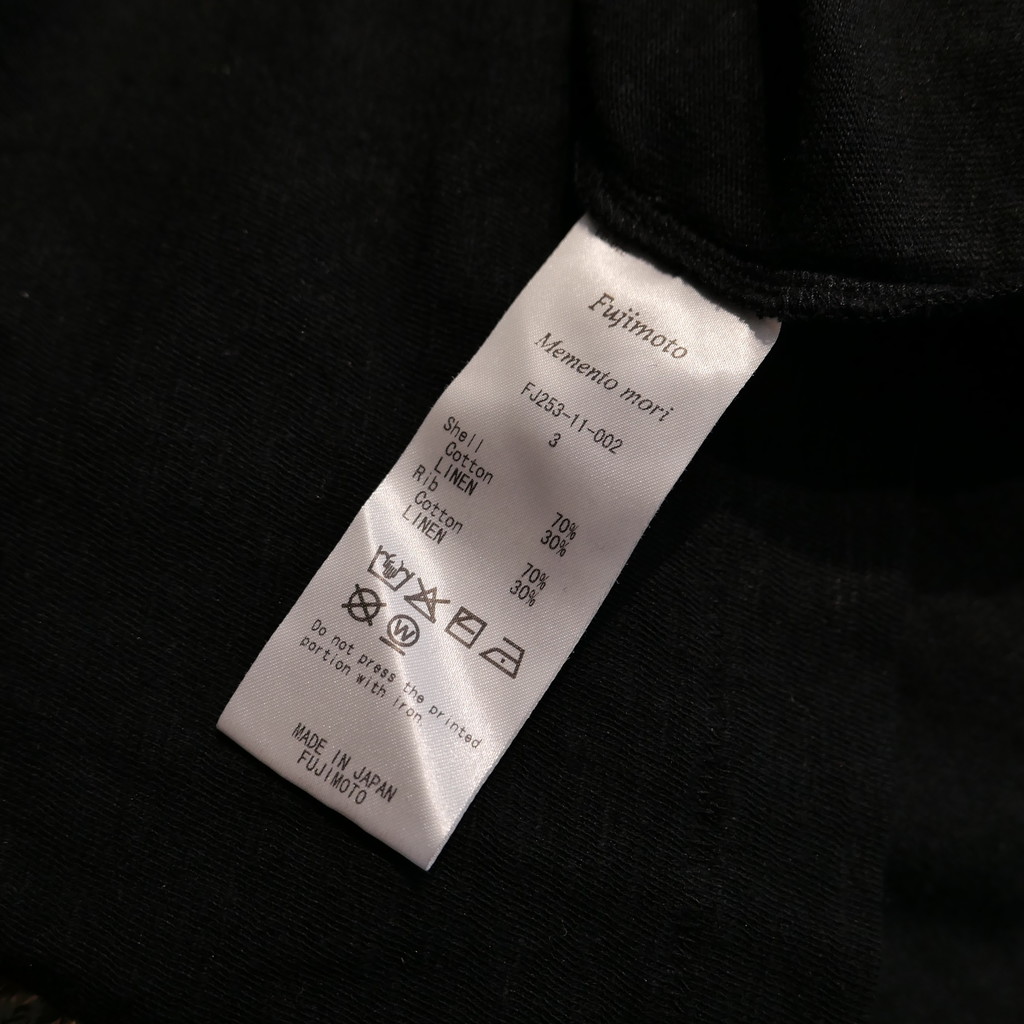 Fujimoto
Memento mori
FJ253-11-002
3
Shell
Cotton 70%
LINEN 30%
Rib
Cotton 70%
LINEN 30%
W
Do not press the printed
portion with iron.
MADE IN JAPAN
FUJIMOTO